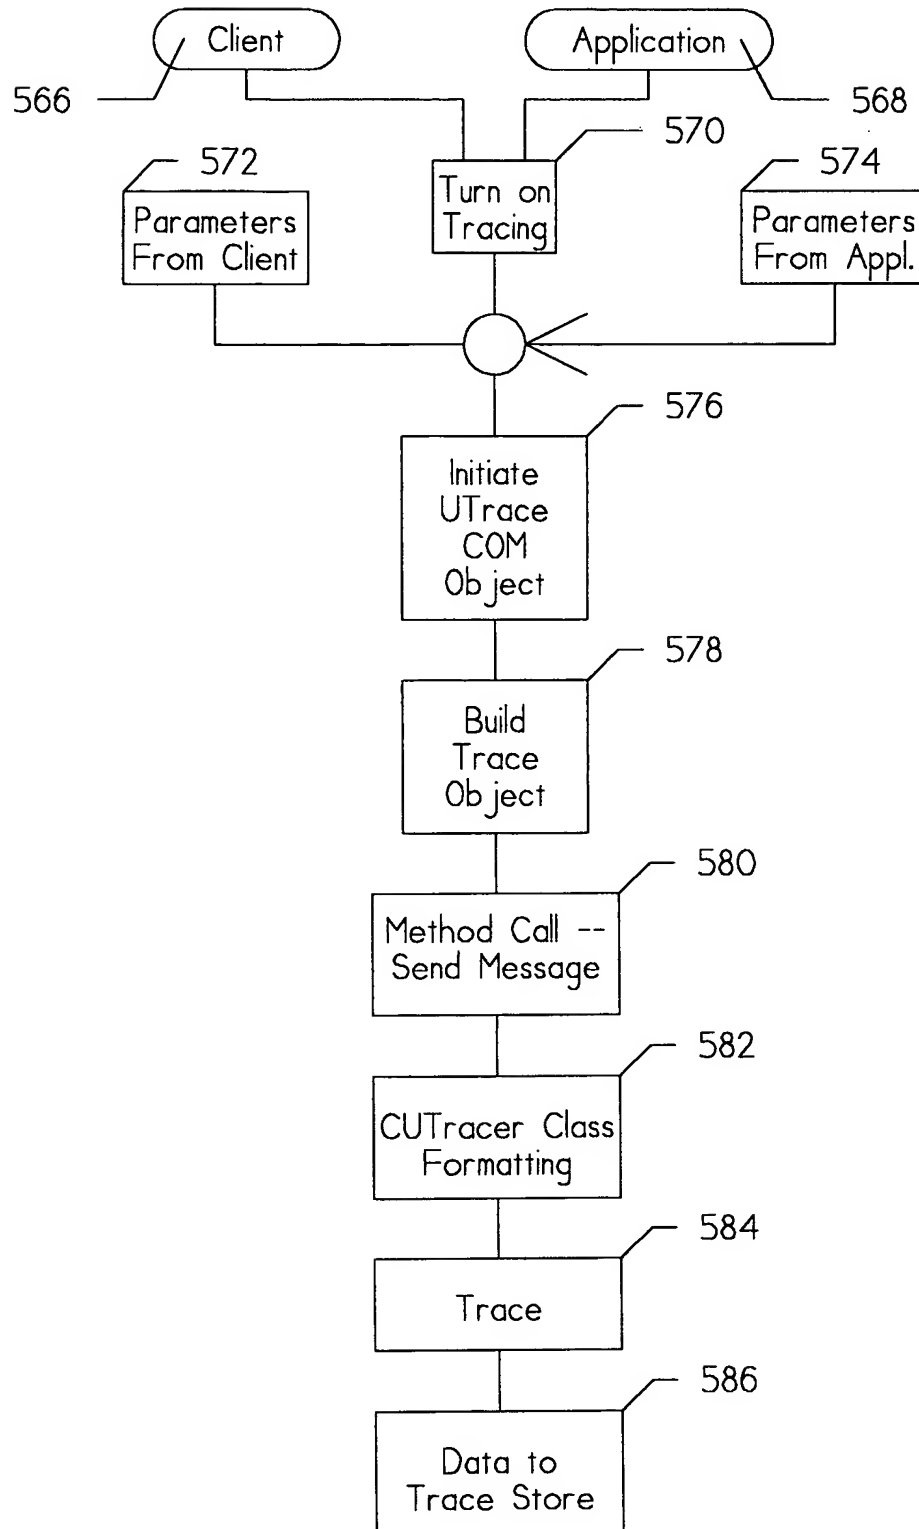 Client
Application
566
568
570
572
574
Turn on
Tracing
Parameters
From Client
Parameters
From Appl.
576
Initiate
UTrace
COM
Object
578
Build
Trace
Object
580
Method Call --
Send Message
582
CUTracer Class
Formatting
584
Trace
586
Data to
Trace Store